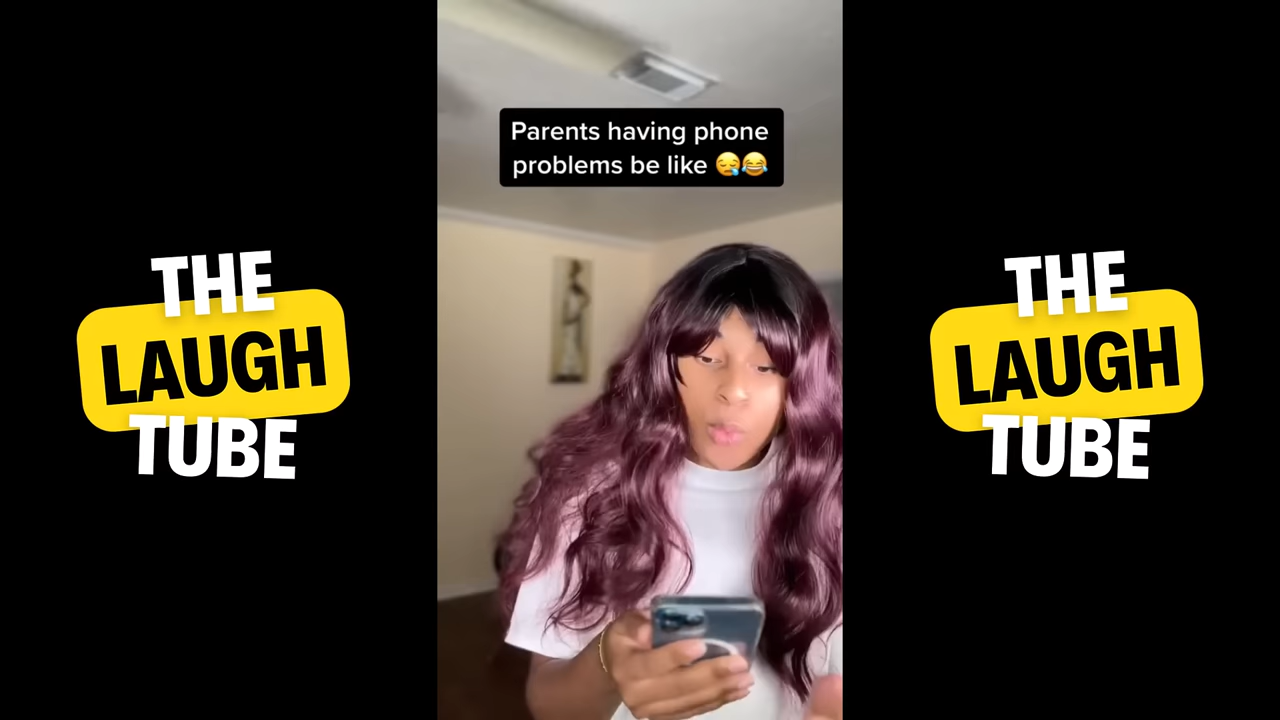 Parents having phone
problems be like 😪😂
THE
LAUGH
TUBE
THE
LAUGH
TUBE